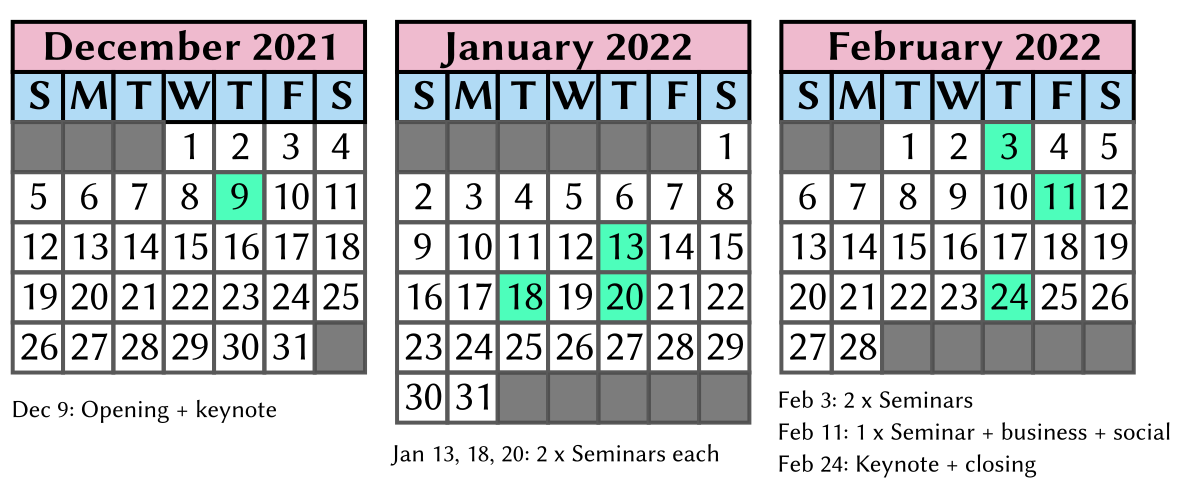 December 2021
S M T W T F S
1 2 3 4
5 6 7 8 9 10 11
12 13 14 15 16 17 18
19 20 21 22 23 24 25
26 27 28 29 30 31
Dec 9: Opening + keynote
January 2022
S M T W T F S
1
2 3 4 5 6 7 8
9 10 11 12 13 14 15
16 17 18 19 20 21 22
23 24 25 26 27 28 29
30 31
Jan 13, 18, 20: 2 x Seminars each
February 2022
S M T W T F S
1 2 3 4 5
6 7 8 9 10 11 12
13 14 15 16 17 18 19
20 21 22 23 24 25 26
27 28
Feb 3: 2 x Seminars
Feb 11: 1 x Seminar + business + social
Feb 24: Keynote + closing